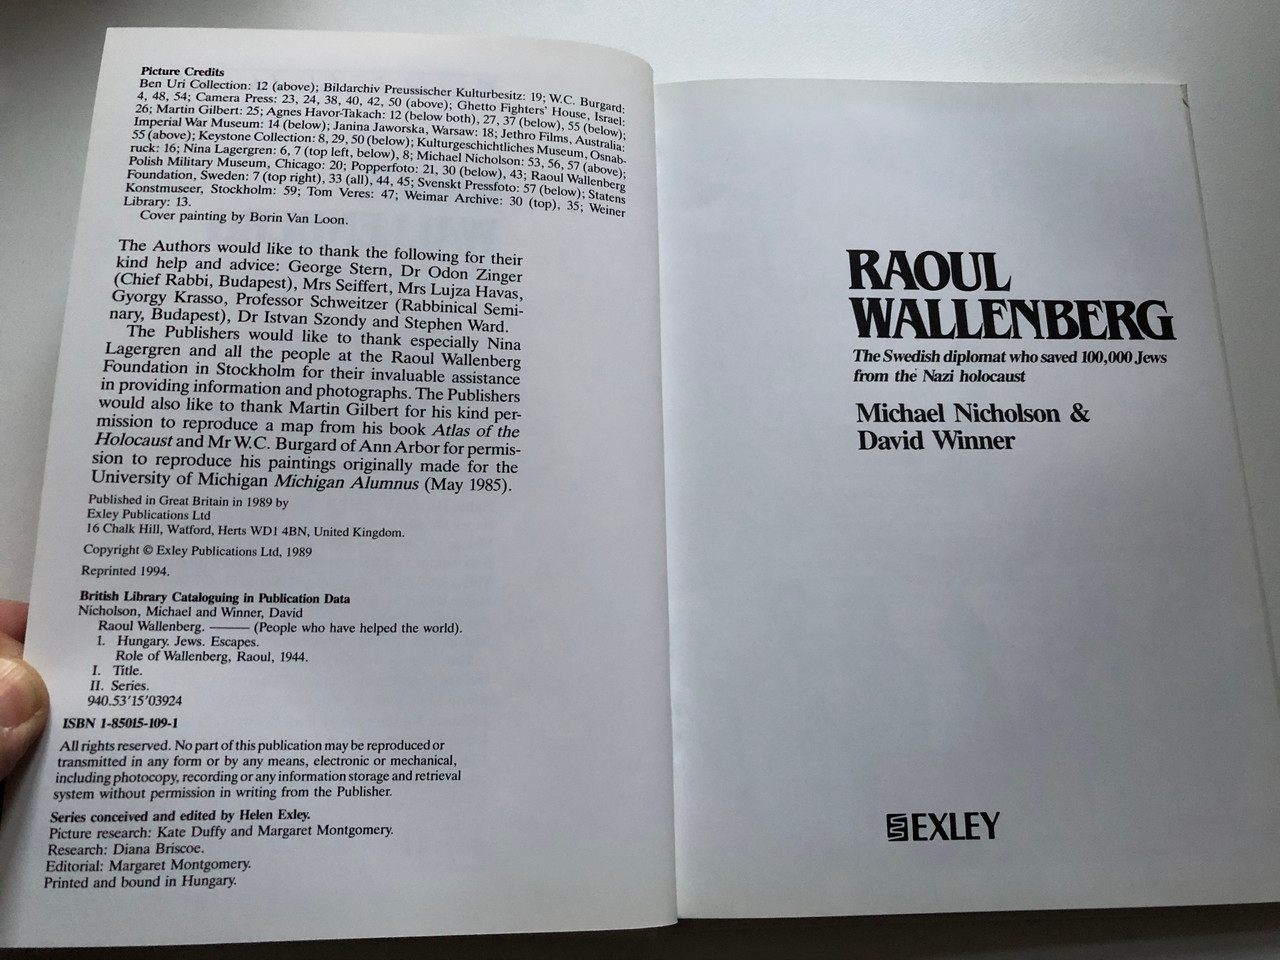 Picture Credits
Ben Uri Collection: 12 (above); Bildarchiv Preussischer Kulturbesitz: 19; W.C. Burgard:
4, 48, 54; Camera Press: 23, 24, 38, 40, 42, 50 (above); Ghetto Fighters' House, Israel:
26; Martin Gilbert: 25; Agnes Havor-Takach: 12 (below both), 27, 37 (below), 55 (below);
Imperial War Museum: 14 (below); Janina Jaworska, Warsaw: 18; Jethro Films, Australia:
55 (above); Keystone Collection: 8, 29, 50 (below); Kulturgeschichtliches Museum, Osnab-
ruck: 16; Nina Lagergren: 6, 7 (top left, below), 8; Michael Nicholson: 53, 56, 57 (above);
Polish Military Museum, Chicago: 20; Popperfoto: 21, 30 (below), 43; Raoul Wallenberg
Foundation, Sweden: 7 (top right), 33 (all), 44, 45; Svenskt Pressfoto: 57 (below); Statens
Konstmuseer, Stockholm: 59; Tom Veres: 47; Weimar Archive: 30 (top), 35; Weiner
Library: 13.
Cover painting by Borin Van Loon.
The Authors would like to thank the following for their
kind help and advice: George Stern, Dr Odon Zinger
(Chief Rabbi, Budapest), Mrs Seiffert, Mrs Lujza Havas,
Gyorgy Krasso, Professor Schweitzer (Rabbinical Semi-
nary, Budapest), Dr Istvan Szondy and Stephen Ward.
The Publishers would like to thank especially Nina
Lagergren and all the people at the Raoul Wallenberg
Foundation in Stockholm for their invaluable assistance
in providing information and photographs. The Publishers
would also like to thank Martin Gilbert for his kind per-
mission to reproduce a map from his book Atlas of the
Holocaust and Mr W.C. Burgard of Ann Arbor for permis-
sion to reproduce his paintings originally made for the
University of Michigan Michigan Alumnus (May 1985).
Published in Great Britain in 1989 by
Exley Publications Ltd
16 Chalk Hill, Watford, Herts WD1 4BN, United Kingdom.
Copyright © Exley Publications Ltd, 1989
Reprinted 1994.
British Library Cataloguing in Publication Data
Nicholson, Michael and Winner, David
Raoul Wallenberg. ——— (People who have helped the world).
1. Hungary. Jews. Escapes.
Role of Wallenberg, Raoul, 1944.
I. Title.
II. Series.
940.53'15'03924
ISBN 1-85015-109-1
All rights reserved. No part of this publication may be reproduced or
transmitted in any form or by any means, electronic or mechanical,
including photocopy, recording or any information storage and retrieval
system without permission in writing from the Publisher.
Series conceived and edited by Helen Exley.
Picture research: Kate Duffy and Margaret Montgomery.
Research: Diana Briscoe.
Editorial: Margaret Montgomery.
Printed and bound in Hungary.
RAOUL
WALLENBERG
The Swedish diplomat who saved 100,000 Jews
from the Nazi holocaust
Michael Nicholson &
David Winner
EXLEY